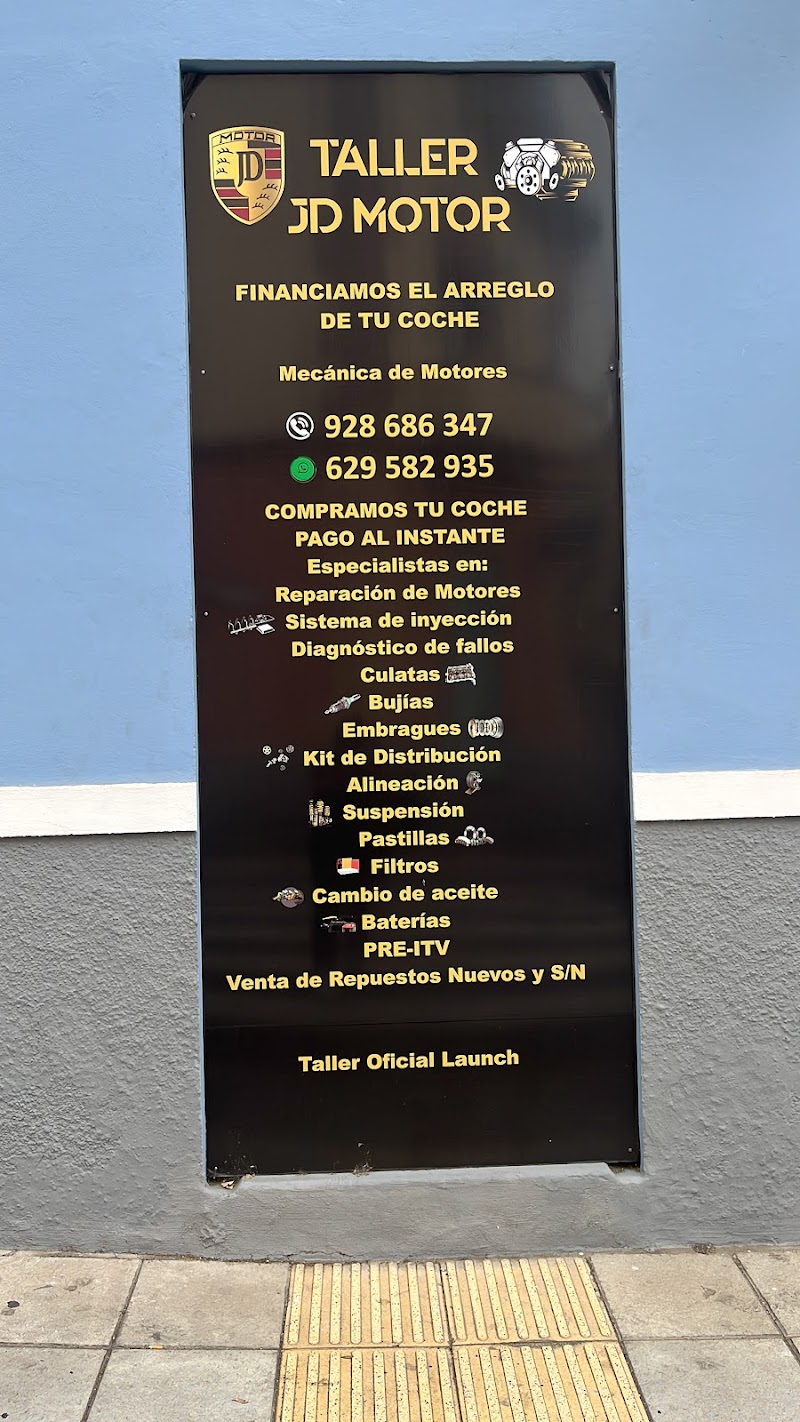 MOTOR
JD
TALLER
JD MOTOR
FINANCIAMOS EL ARREGLO
DE TU COCHE
Mecánica de Motores
928 686 347
629 582 935
COMPRAMOS TU COCHE
PAGO AL INSTANTE
Especialistas en:
Reparación de Motores
Sistema de inyección
Diagnóstico de fallos
Culatas
Bujías
Embragues
Kit de Distribución
Alineación
Suspensión
Pastillas
Filtros
Cambio de aceite
Baterías
PRE-ITV
Venta de Repuestos Nuevos y S/N
Taller Oficial Launch